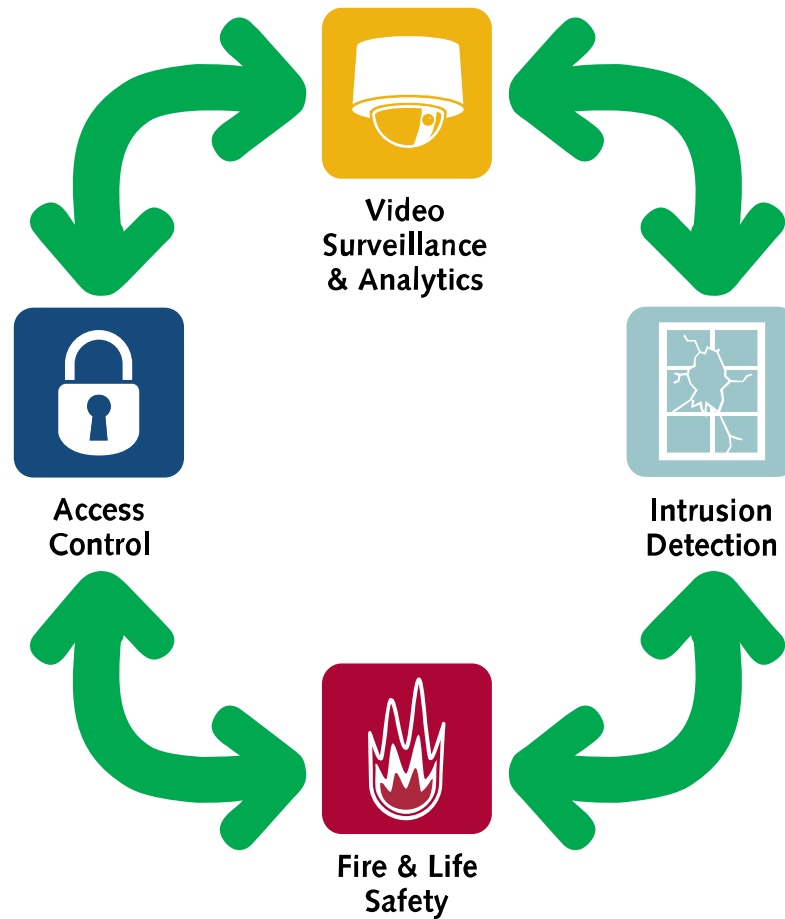 Video
Surveillance
& Analytics
Access
Control
Intrusion
Detection
Fire & Life
Safety